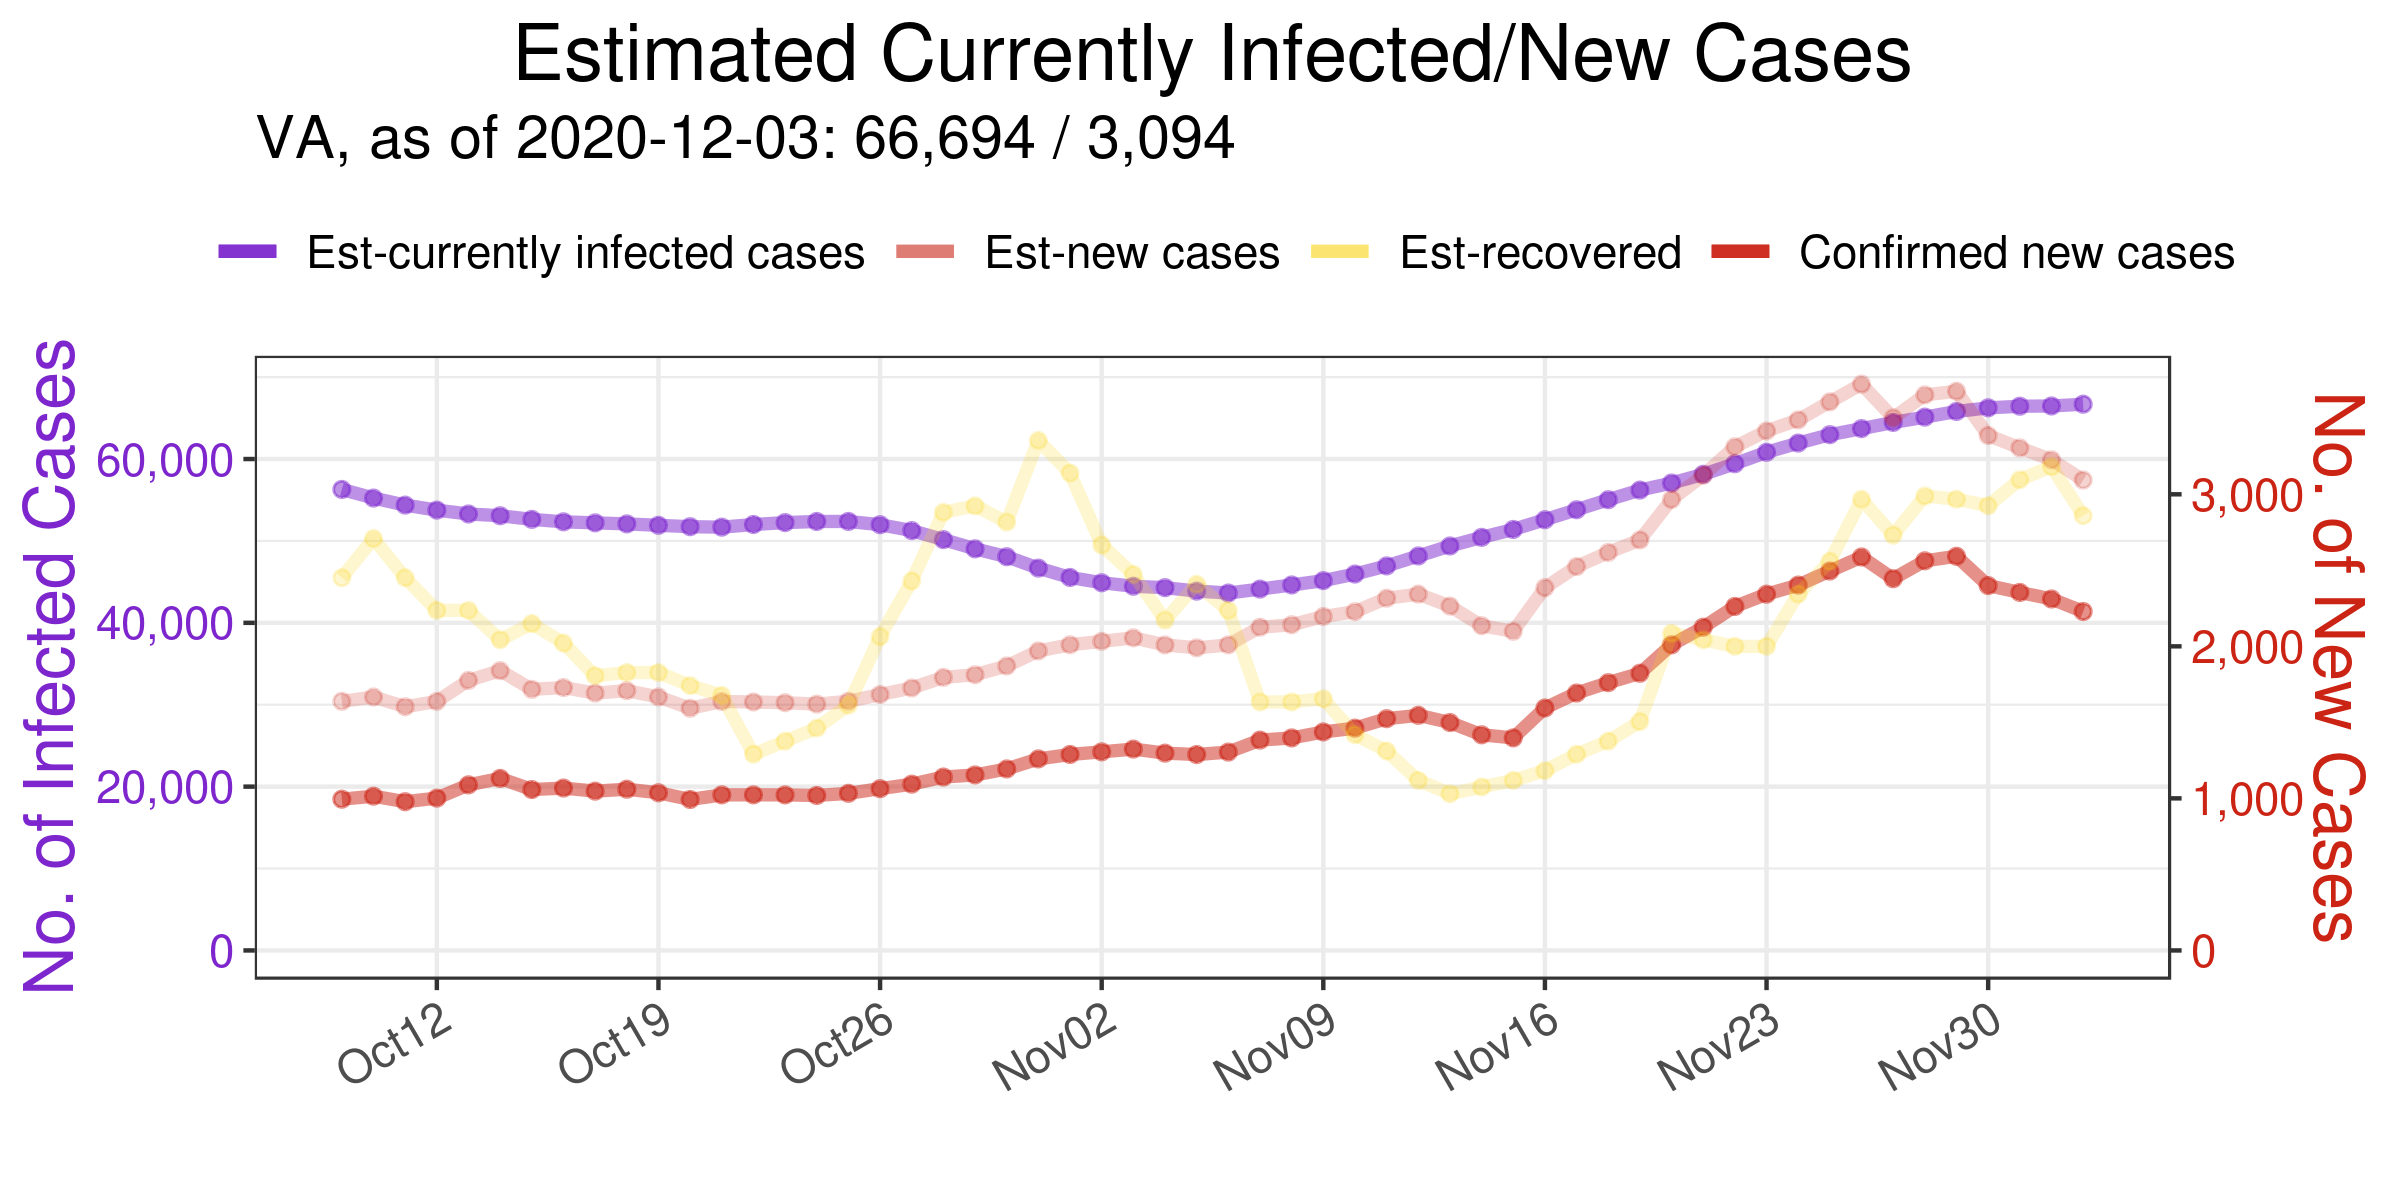 Estimated Currently Infected/New Cases
VA, as of 2020-12-03: 66,694 / 3,094
Est-currently infected cases Est-new cases Est-recovered Confirmed new cases
No. of Infected Cases
60,000
40,000
20,000
0
No. of New Cases
3,000
2,000
1,000
0
Oct12 Oct19 Oct26 Nov02 Nov09 Nov16 Nov23 Nov30